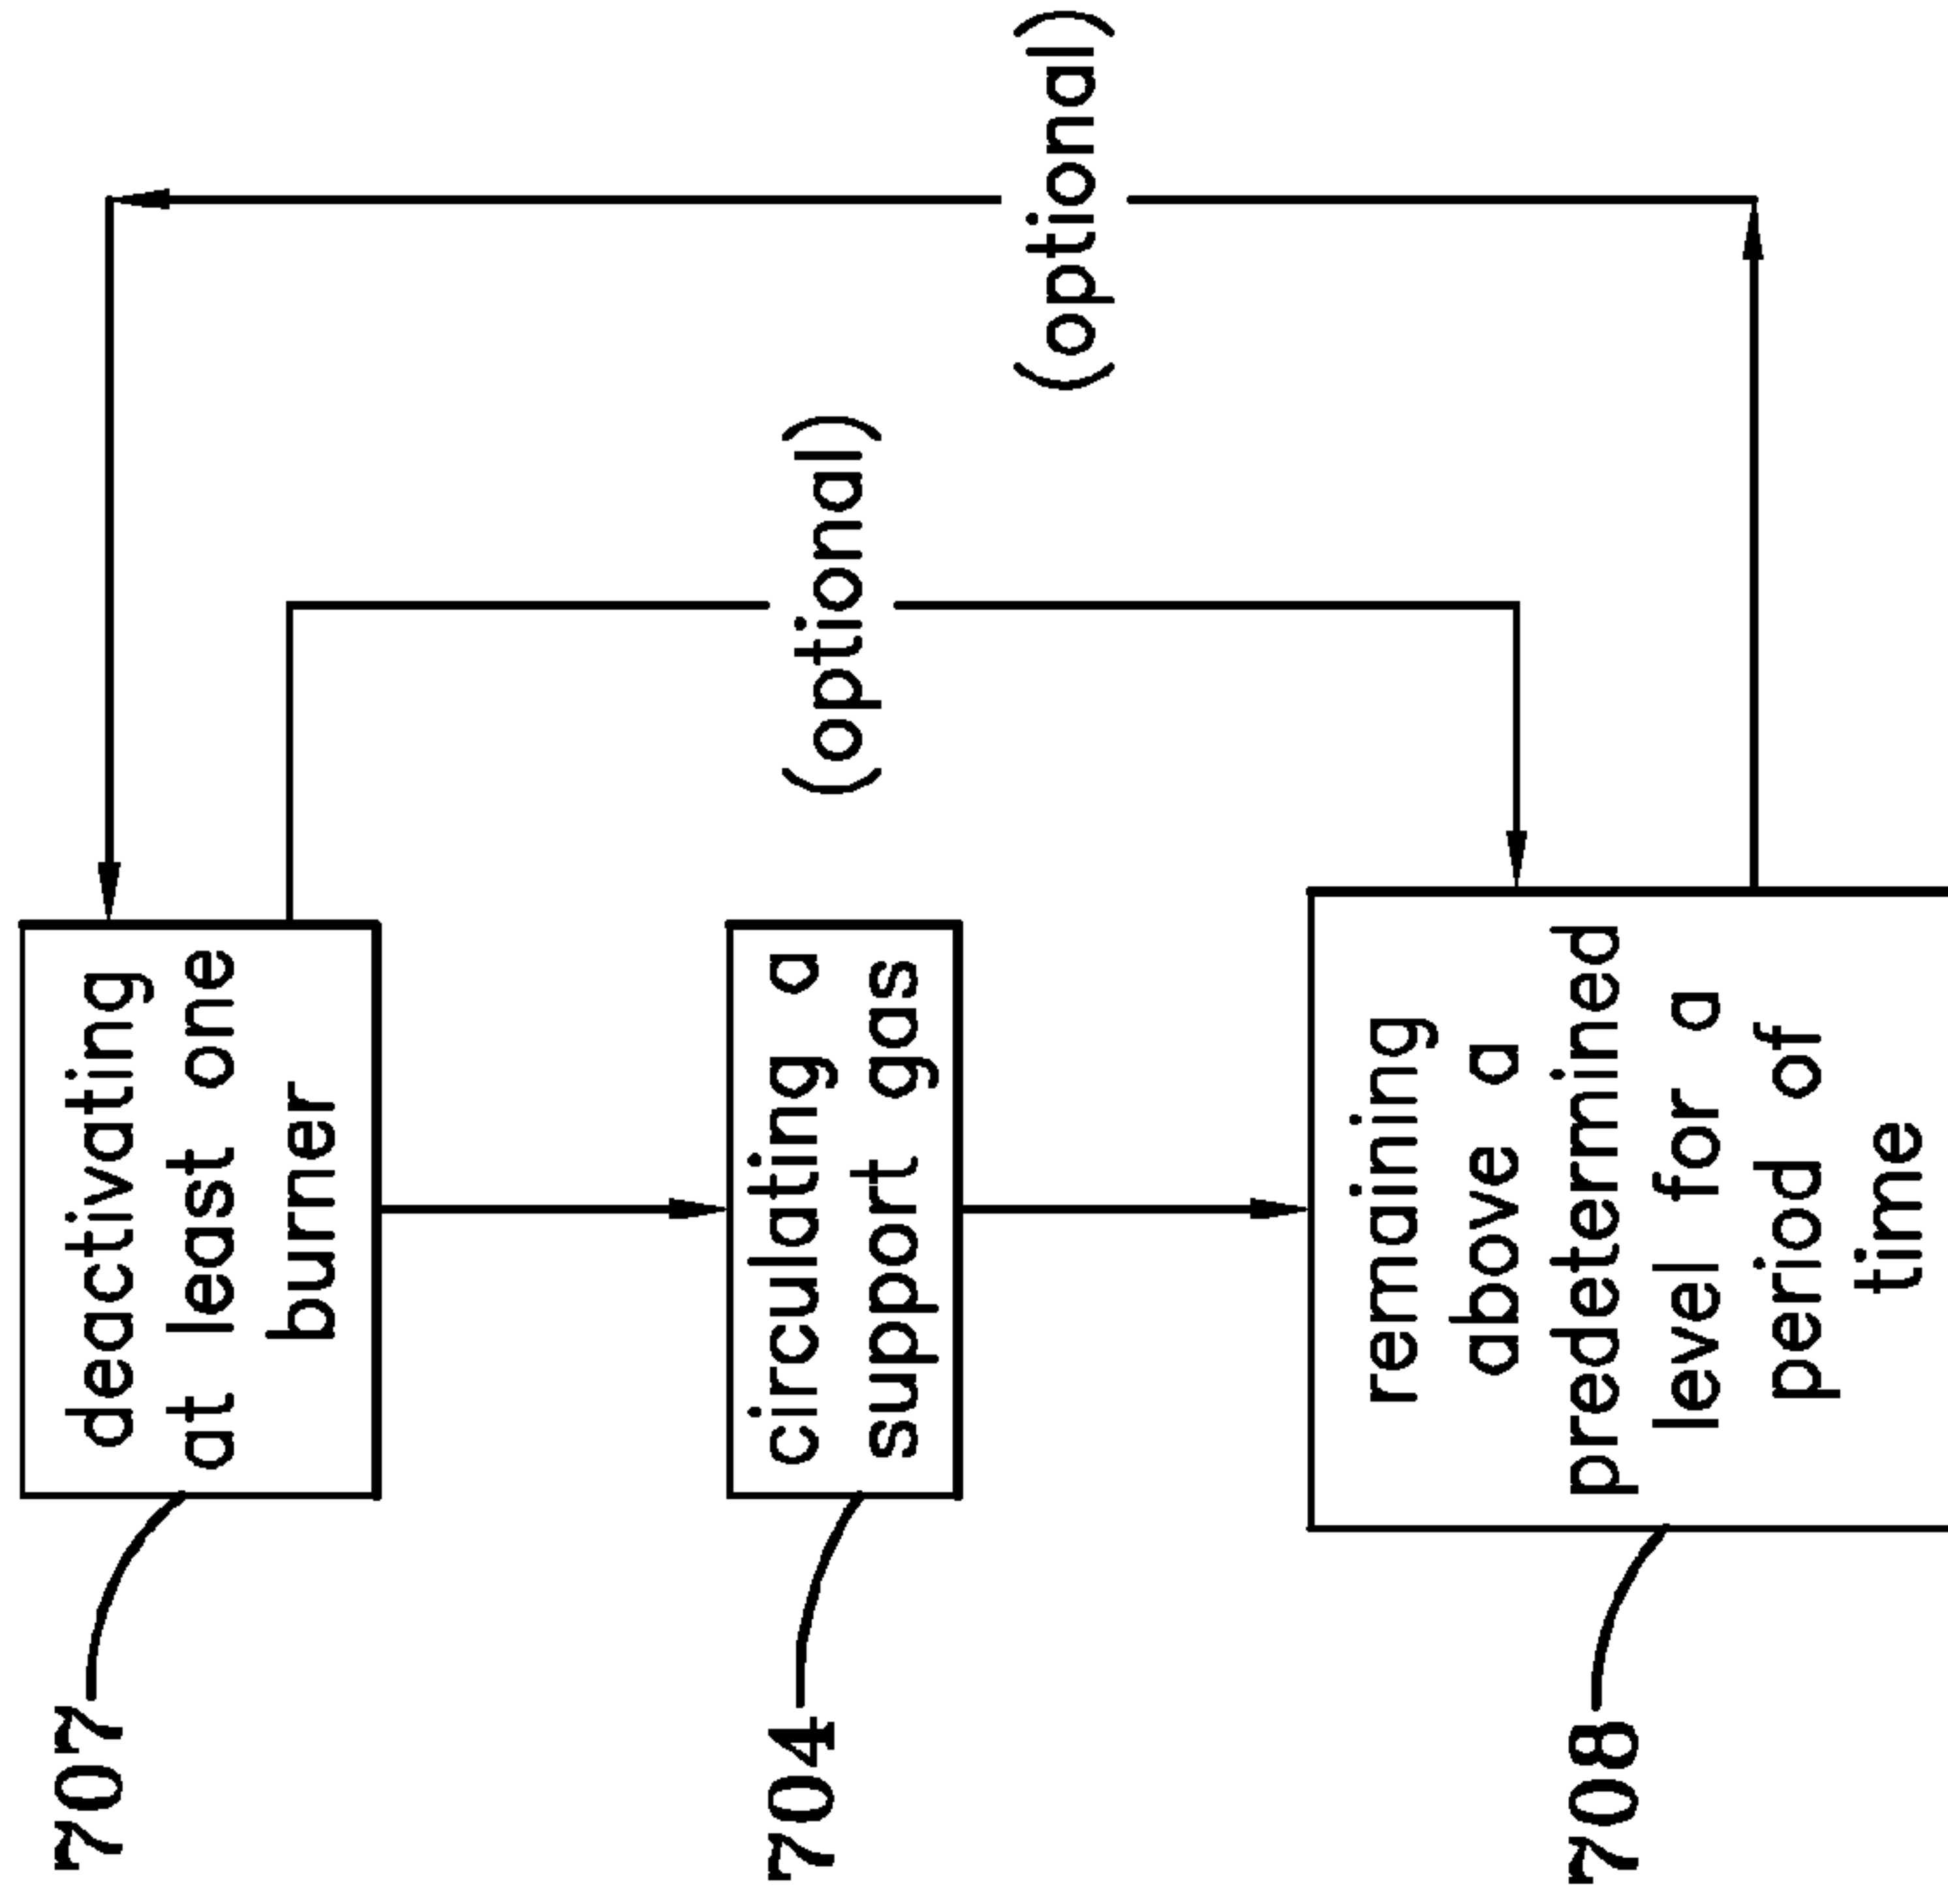 707
deactivating
at least one
burner
704
circulating a
support gas
708
remaining
above a
predetermined
level for a
period of
time
(optional)
(optional)